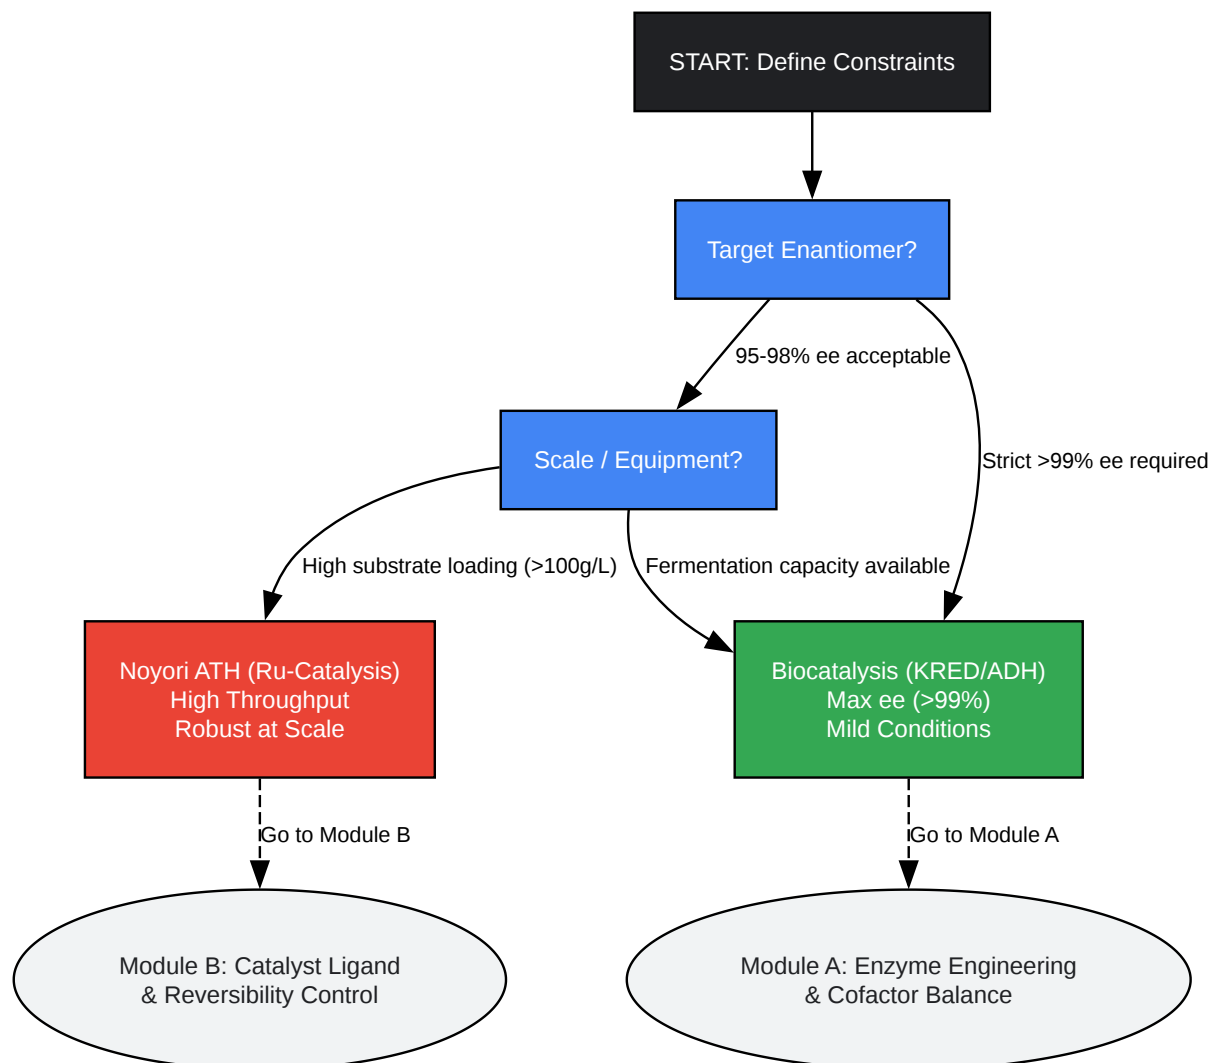 START: Define Constraints
Target Enantiomer?
95-98% ee acceptable
Scale / Equipment?
Strict >99% ee required
High substrate loading (>100g/L)
Fermentation capacity available
Noyori ATH (Ru-Catalysis)
High Throughput
Robust at Scale
Biocatalysis (KRED/ADH)
Max ee (>99%)
Mild Conditions
Go to Module B
Go to Module A
Module B: Catalyst Ligand
& Reversibility Control
Module A: Enzyme Engineering
& Cofactor Balance